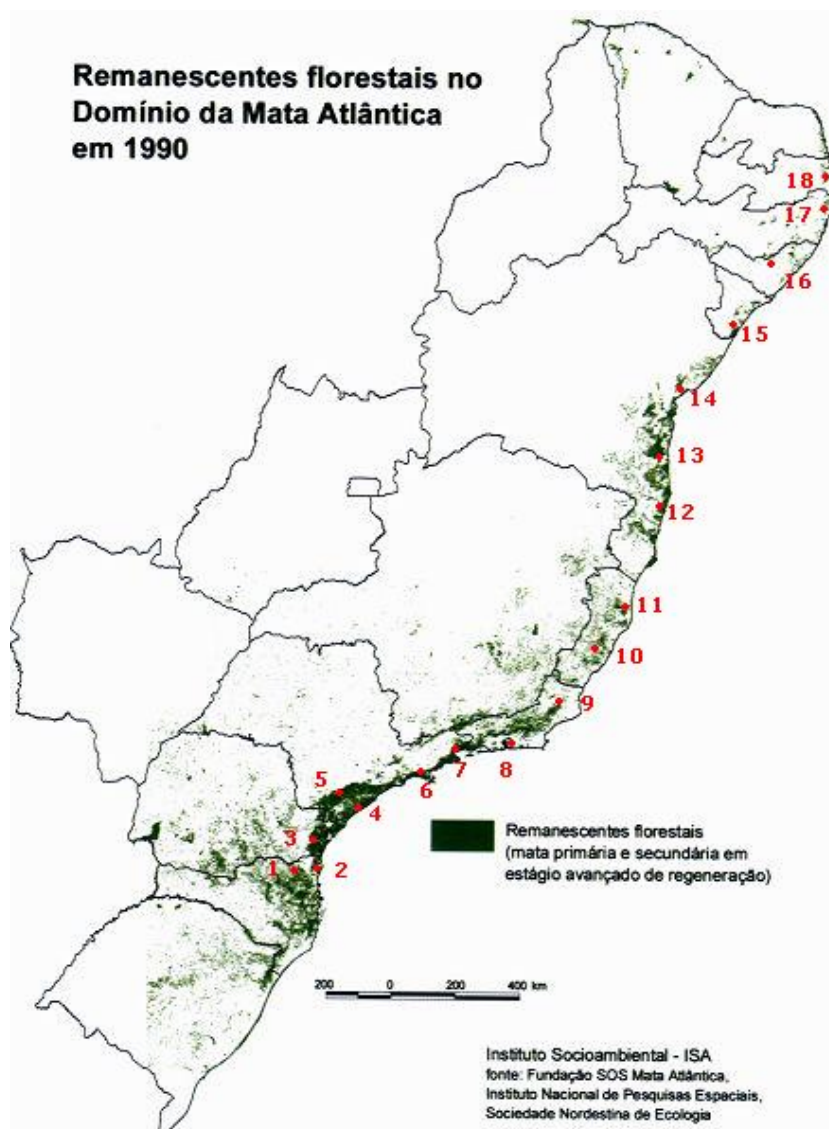 Remanescentes florestais no
Domínio da Mata Atlântica
em 1990
18
17
16
15
14
13
12
11
10
9
8
7
6
5
4
3
2
1
Remanescentes florestais
(mata primária e secundária em
estágio avançado de regeneração)
200 0 200 400 km
Instituto Socioambiental - ISA
fonte: Fundação SOS Mata Atlântica,
Instituto Nacional de Pesquisas Espaciais,
Sociedade Nordestina de Ecologia